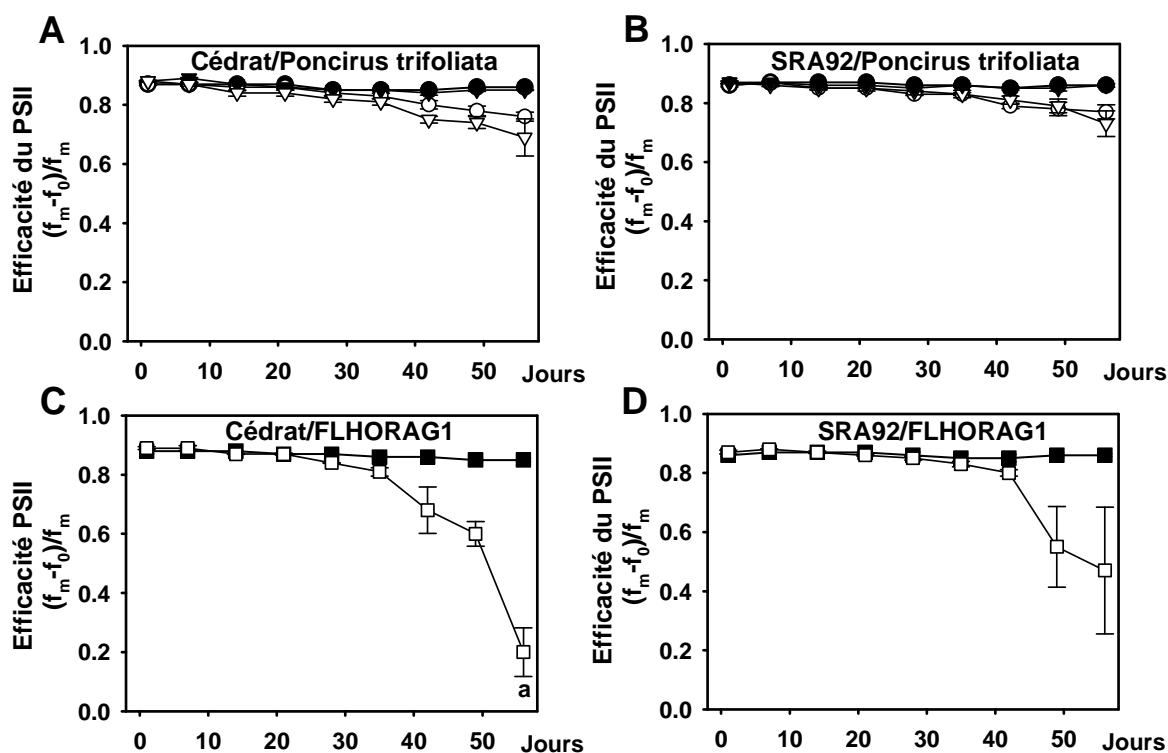 A
Cédrat/Poncirus trifoliata
Efficacité du PSII
(fm-f0)/fm
1.0
0.8
0.6
0.4
0.2
0.0
0 10 20 30 40 50 Jours
B
SRA92/Poncirus trifoliata
Efficacité du PSII
(fm-f0)/fm
1.0
0.8
0.6
0.4
0.2
0.0
0 10 20 30 40 50 Jours
C
Cédrat/FLHORAG1
Efficacité PSII
(fm-f0)/fm
1.0
0.8
0.6
0.4
0.2
0.0
a
0 10 20 30 40 50 Jours
D
SRA92/FLHORAG1
Efficacité du PSII
(fm-f0)/fm
1.0
0.8
0.6
0.4
0.2
0.0
0 10 20 30 40 50 Jours